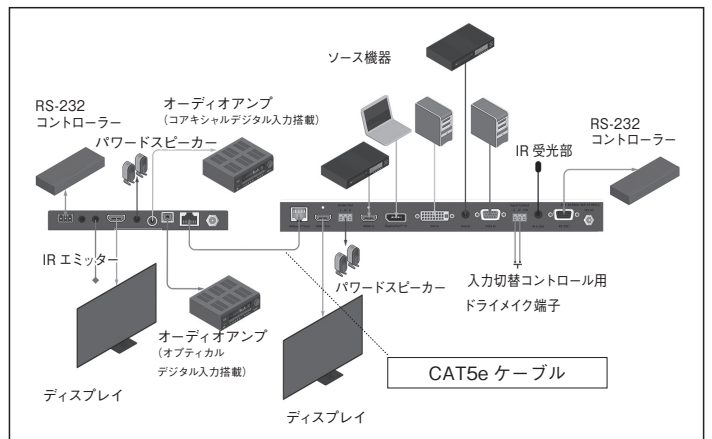 ソース機器
RS-232
コントローラー
オーディオアンプ
（コアキシャルデジタル入力搭載）
パワードスピーカー
IR 受光部
RS-232
コントローラー
IR エミッター
パワードスピーカー
入力切替コントロール用
ドライメイク端子
オーディオアンプ
（オプティカル
デジタル入力搭載）
CAT5e ケーブル
ディスプレイ
ディスプレイ